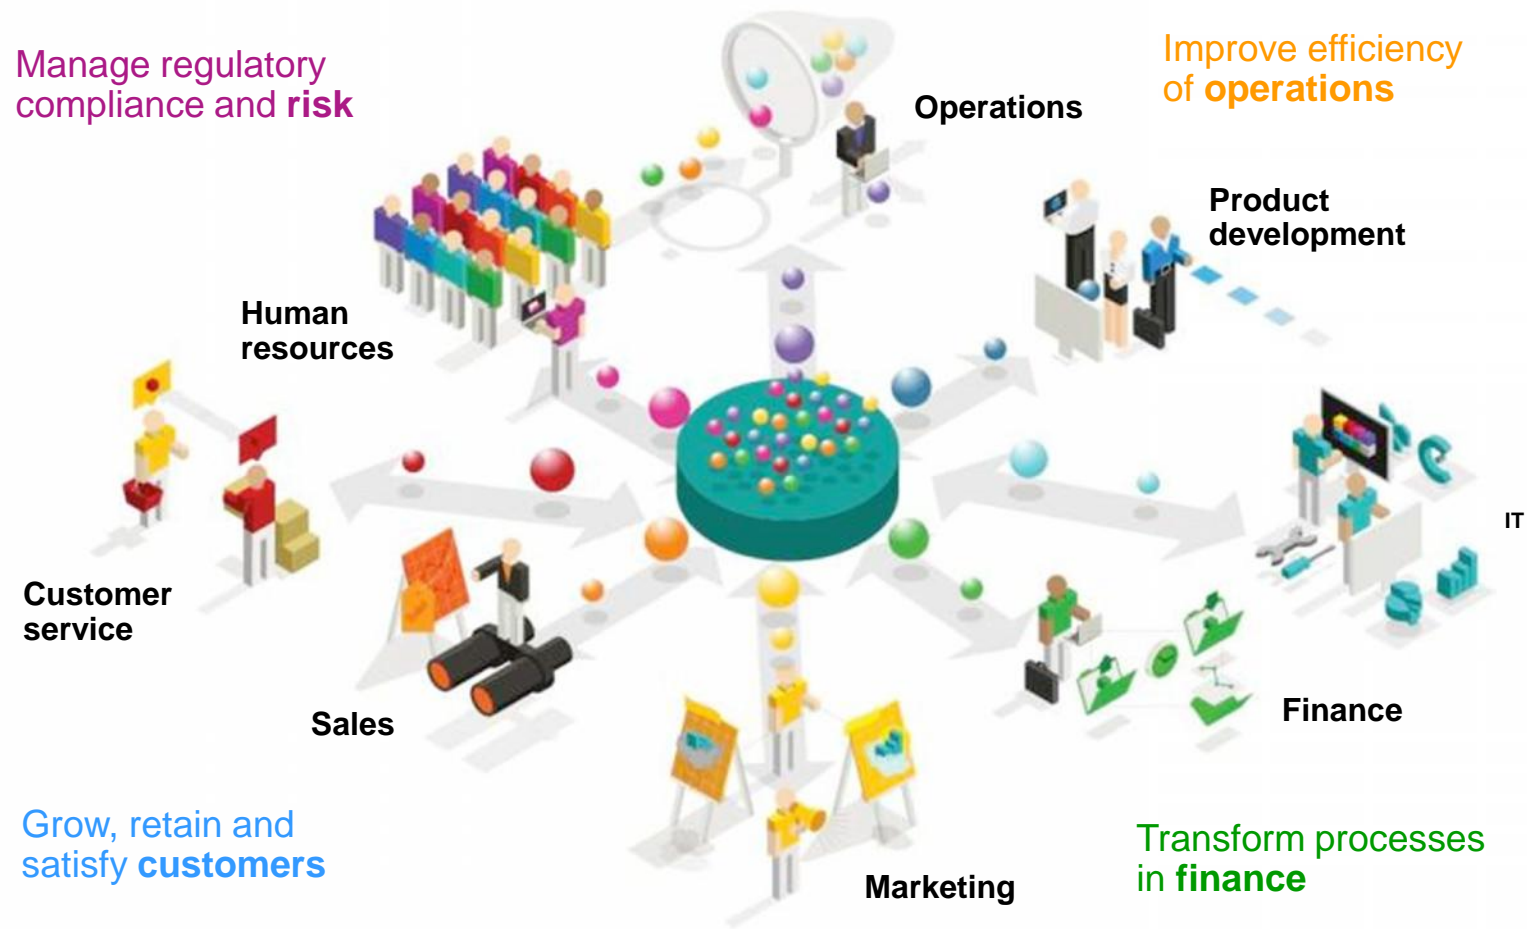 Manage regulatory
compliance and risk
Improve efficiency
of operations
Operations
Product
development
Human
resources
IT
Customer
service
Sales
Finance
Grow, retain and
satisfy customers
Transform processes
in finance
Marketing